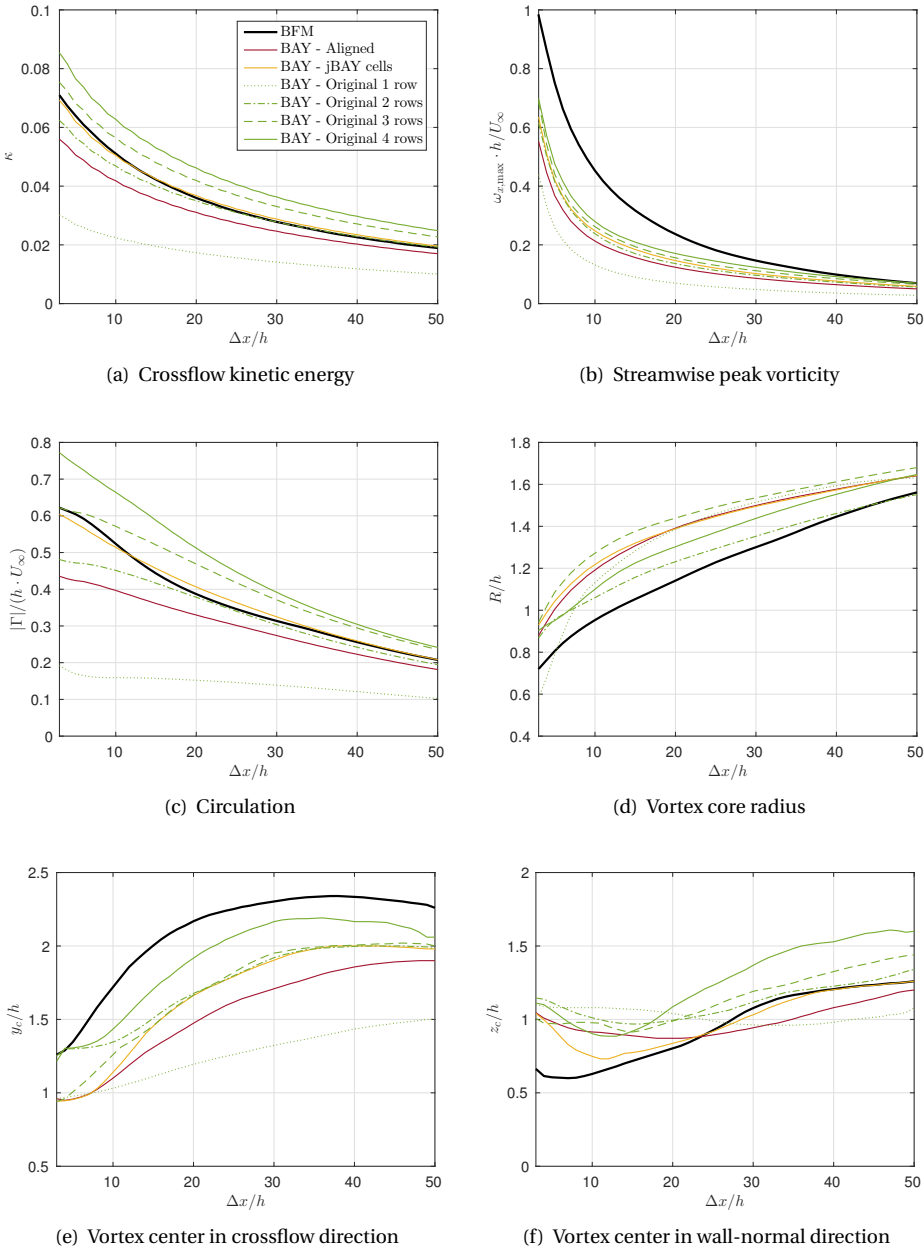 0.1
0.08
0.06
0.04
0.02
0
κ
10 20 30 40 50
Δx/h
BFM
BAY - Aligned
BAY - jBAY cells
BAY - Original 1 row
BAY - Original 2 rows
BAY - Original 3 rows
BAY - Original 4 rows
(a) Crossflow kinetic energy
1
0.8
0.6
0.4
0.2
0
ω_{x,max} · h/U_∞
10 20 30 40 50
Δx/h
(b) Streamwise peak vorticity
0.8
0.7
0.6
0.5
0.4
0.3
0.2
0.1
0
|Γ|/(h · U_∞)
10 20 30 40 50
Δx/h
(c) Circulation
1.8
1.6
1.4
1.2
1
0.8
0.6
0.4
R/h
10 20 30 40 50
Δx/h
(d) Vortex core radius
2.5
2
1.5
1
0.5
y_c/h
10 20 30 40 50
Δx/h
(e) Vortex center in crossflow direction
2
1.5
1
0.5
0
z_c/h
10 20 30 40 50
Δx/h
(f) Vortex center in wall-normal direction